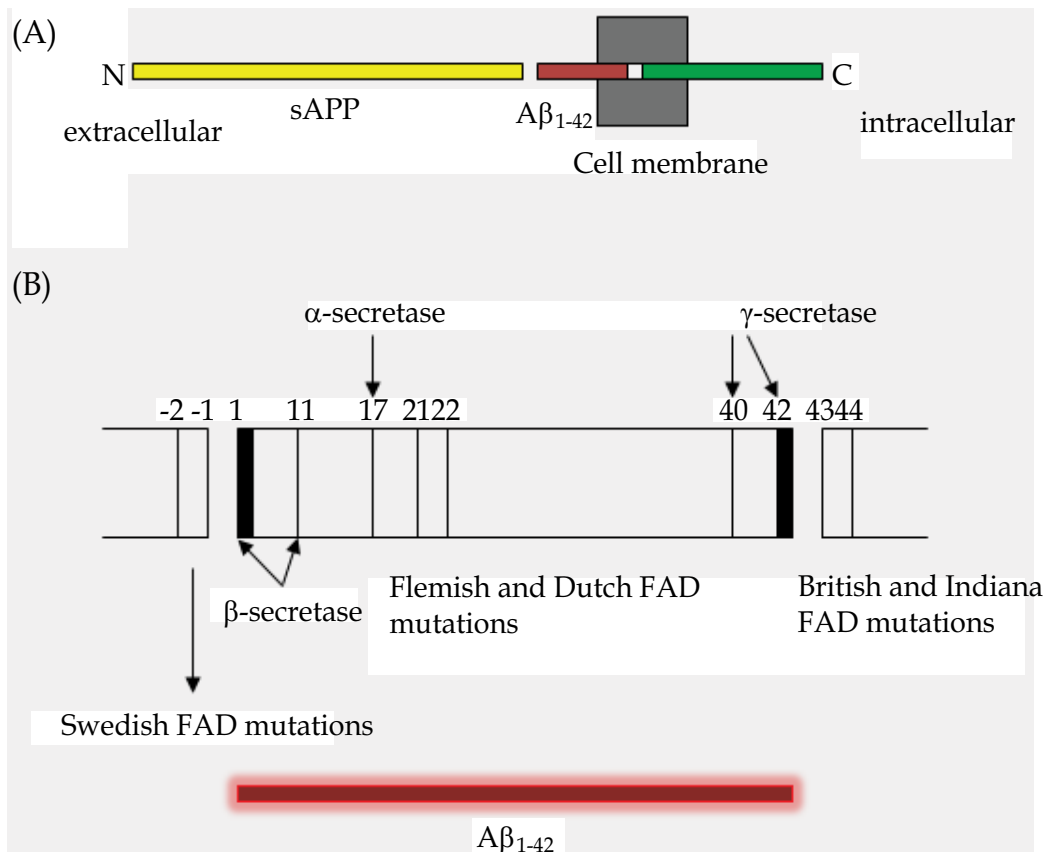 (A)
N
C
sAPP
Aβ1-42
extracellular
intracellular
Cell membrane
(B)
α-secretase
γ-secretase
-2 -1 1 11 17 2122 40 42 4344
β-secretase
Flemish and Dutch FAD
mutations
British and Indiana
FAD mutations
Swedish FAD mutations
Aβ1-42